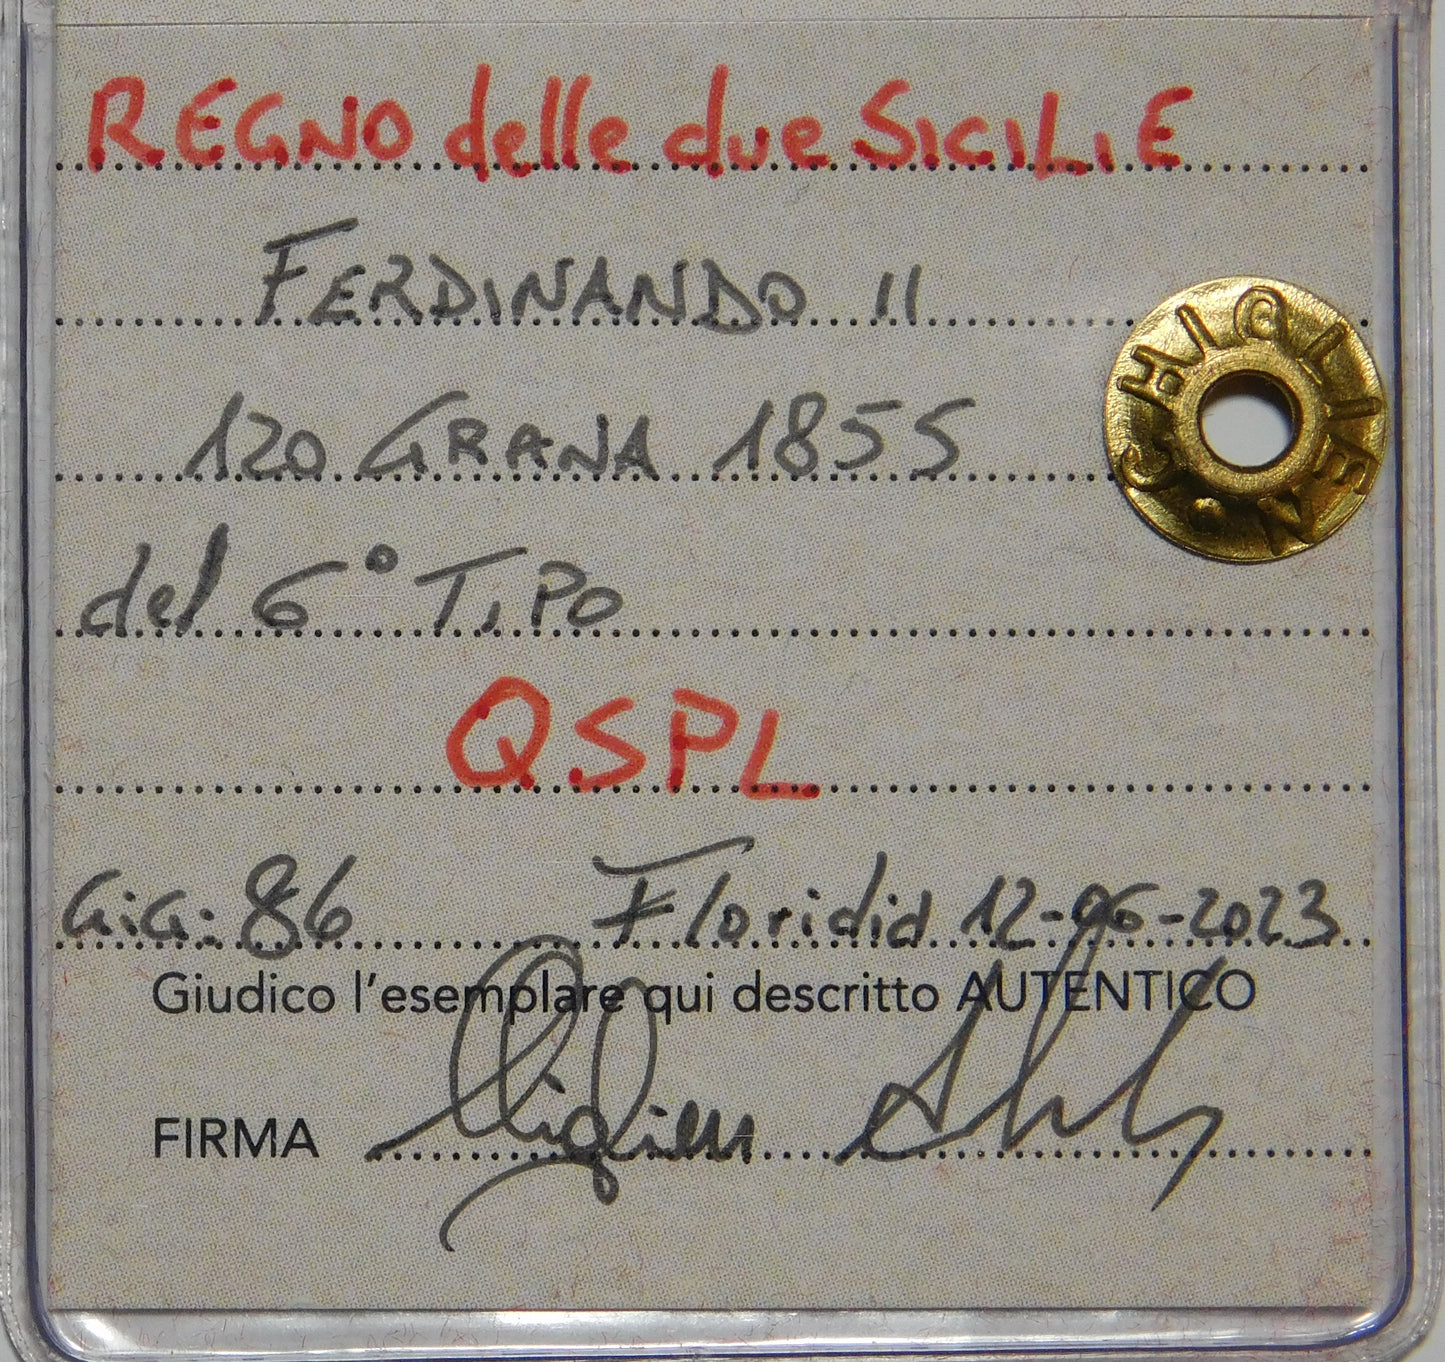 REGNO delle due SICILIE
FERDINANDO II
120 GRANA 1855
del 6° TIPO
QSPL
GiG: 86 Floridia 12-06-2023
Giudico l'esemplare qui descritto AUTENTICO
FIRMA